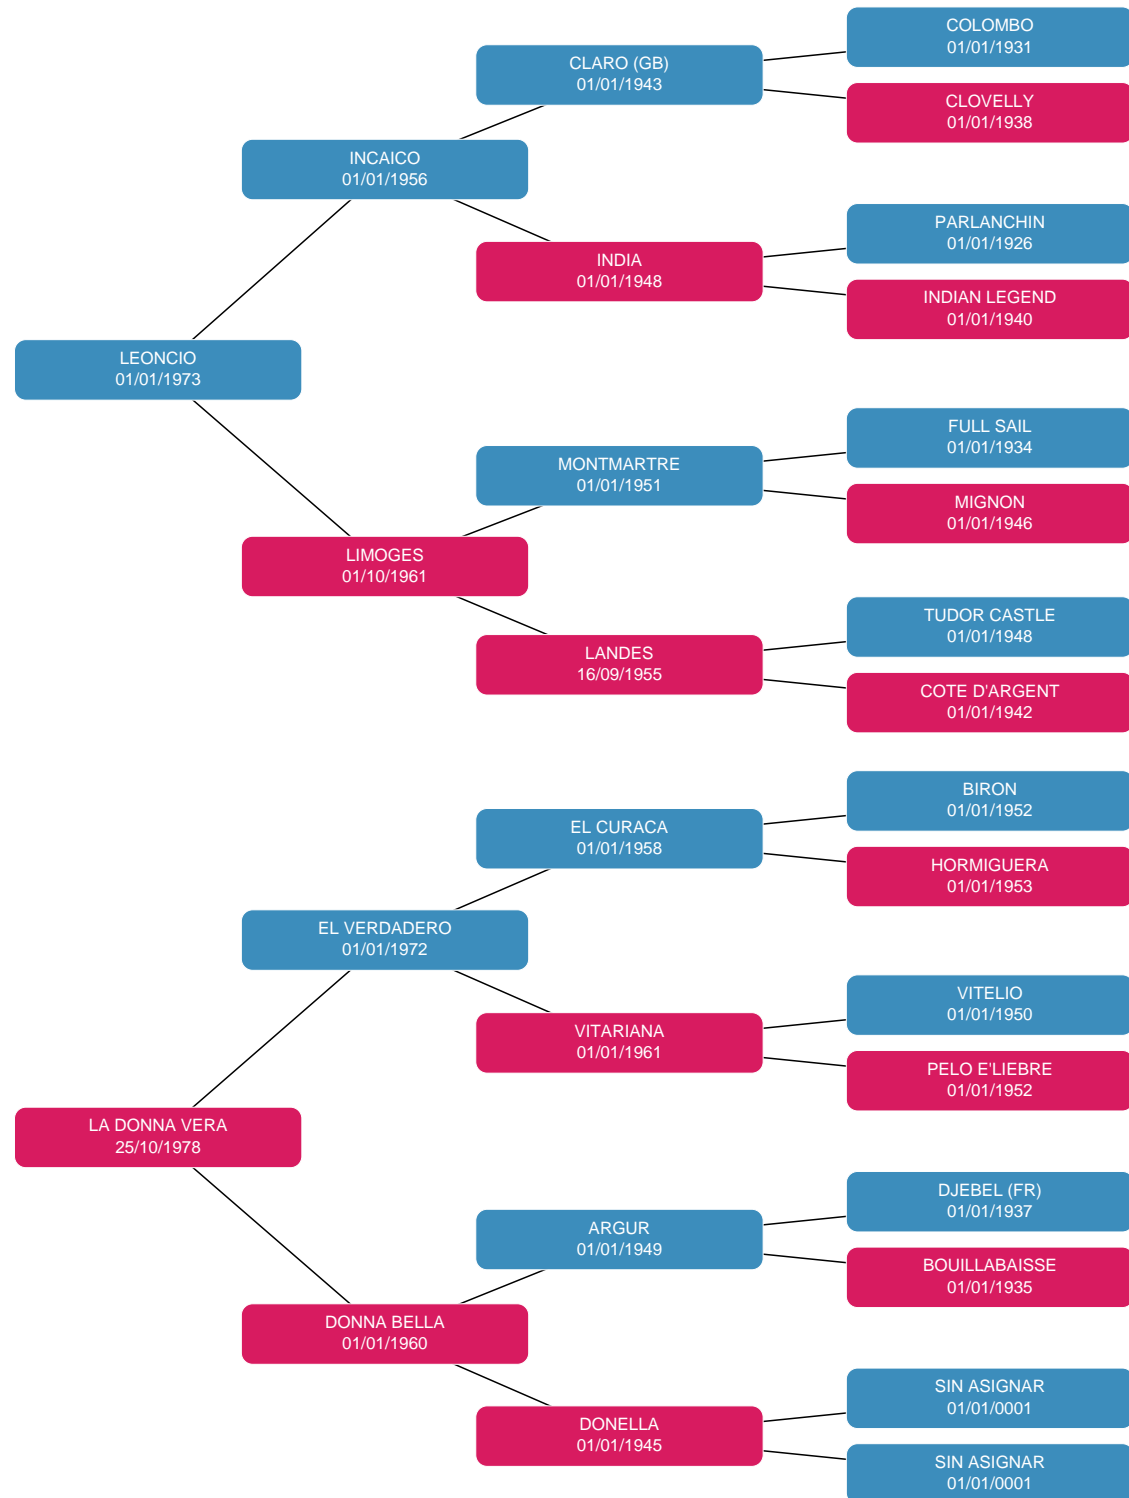 COLOMBO
01/01/1931
CLARO (GB)
01/01/1943
CLOVELLY
01/01/1938
INCAICO
01/01/1956
PARLANCHIN
01/01/1926
INDIA
01/01/1948
INDIAN LEGEND
01/01/1940
LEONCIO
01/01/1973
FULL SAIL
01/01/1934
MONTMARTRE
01/01/1951
MIGNON
01/01/1946
LIMOGES
01/10/1961
TUDOR CASTLE
01/01/1948
LANDES
16/09/1955
COTE D'ARGENT
01/01/1942
BIRON
01/01/1952
EL CURACA
01/01/1958
HORMIGUERA
01/01/1953
EL VERDADERO
01/01/1972
VITELIO
01/01/1950
VITARIANA
01/01/1961
PELO E'LIEBRE
01/01/1952
LA DONNA VERA
25/10/1978
DJEBEL (FR)
01/01/1937
ARGUR
01/01/1949
BOUILLABAISSE
01/01/1935
DONNA BELLA
01/01/1960
SIN ASIGNAR
01/01/0001
DONELLA
01/01/1945
SIN ASIGNAR
01/01/0001